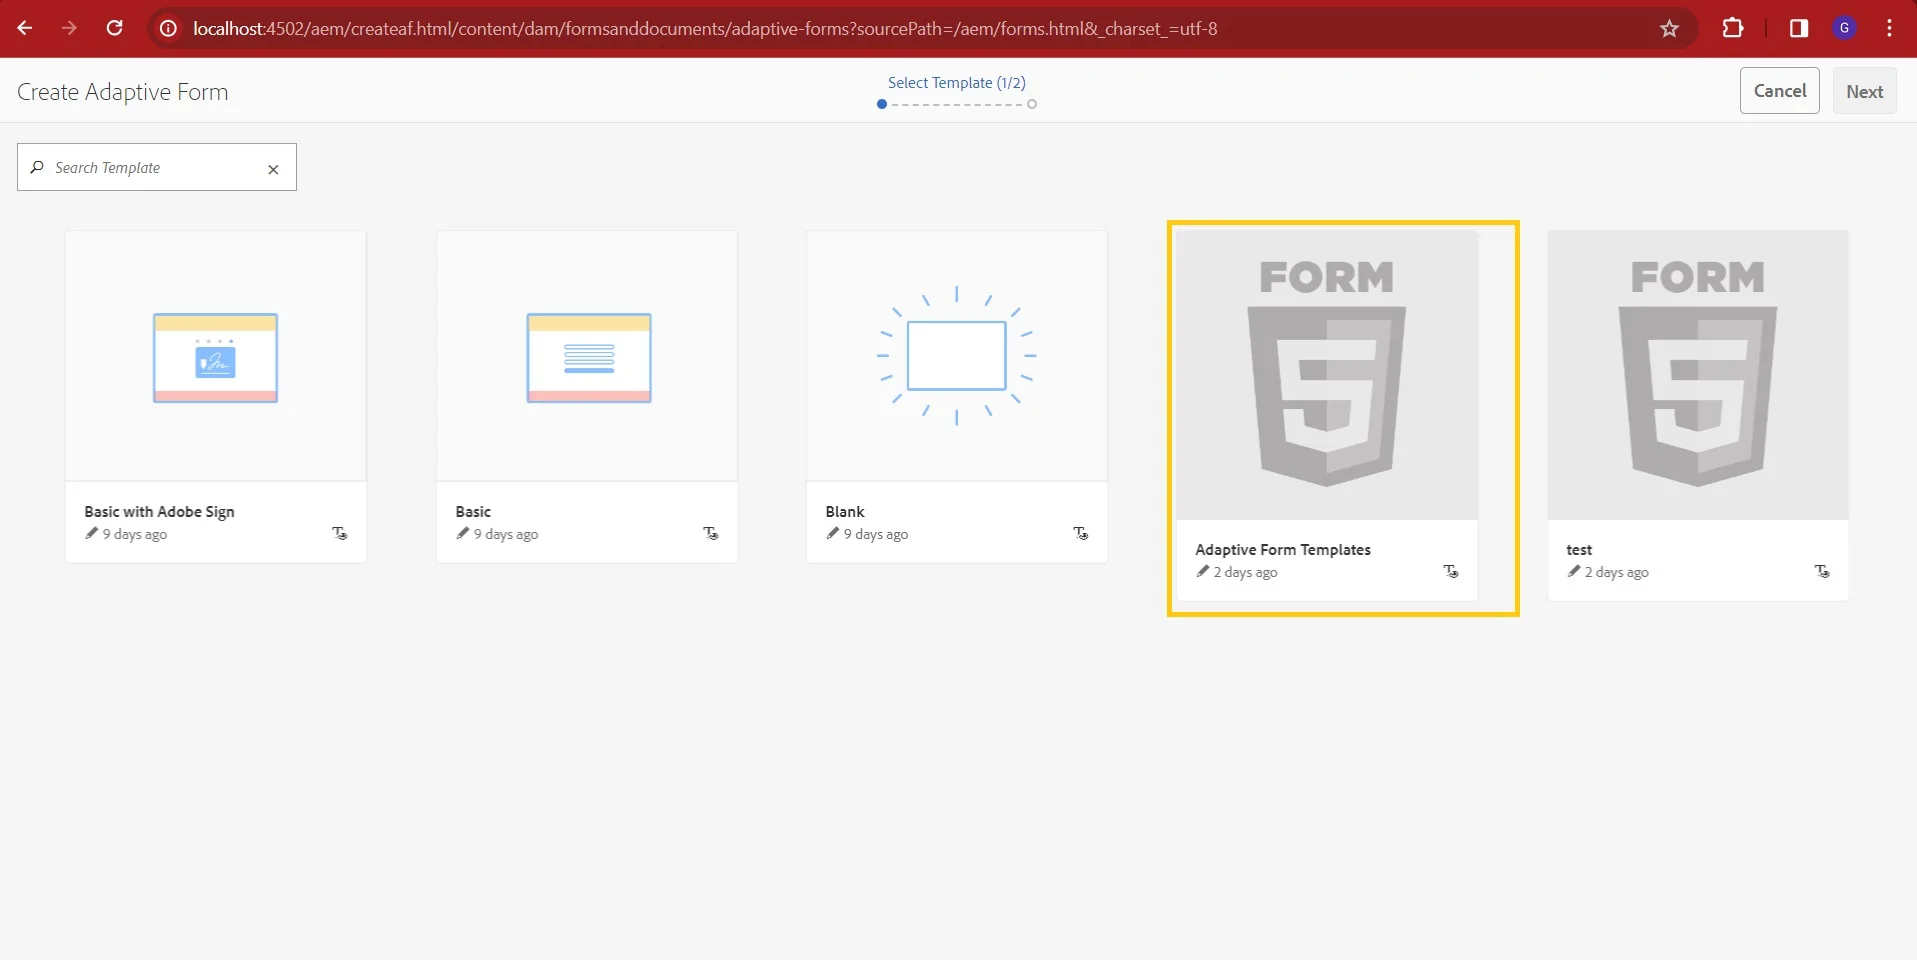 localhost:4502/aem/createaf.html/content/dam/formsanddocuments/adaptive-forms?sourcePath=/aem/forms.html&_charset_=utf-8
G
Create Adaptive Form
Select Template (1/2)
Cancel
Next
Search Template
FORM
FORM
Basic with Adobe Sign
9 days ago
Basic
9 days ago
Blank
9 days ago
Adaptive Form Templates
2 days ago
test
2 days ago